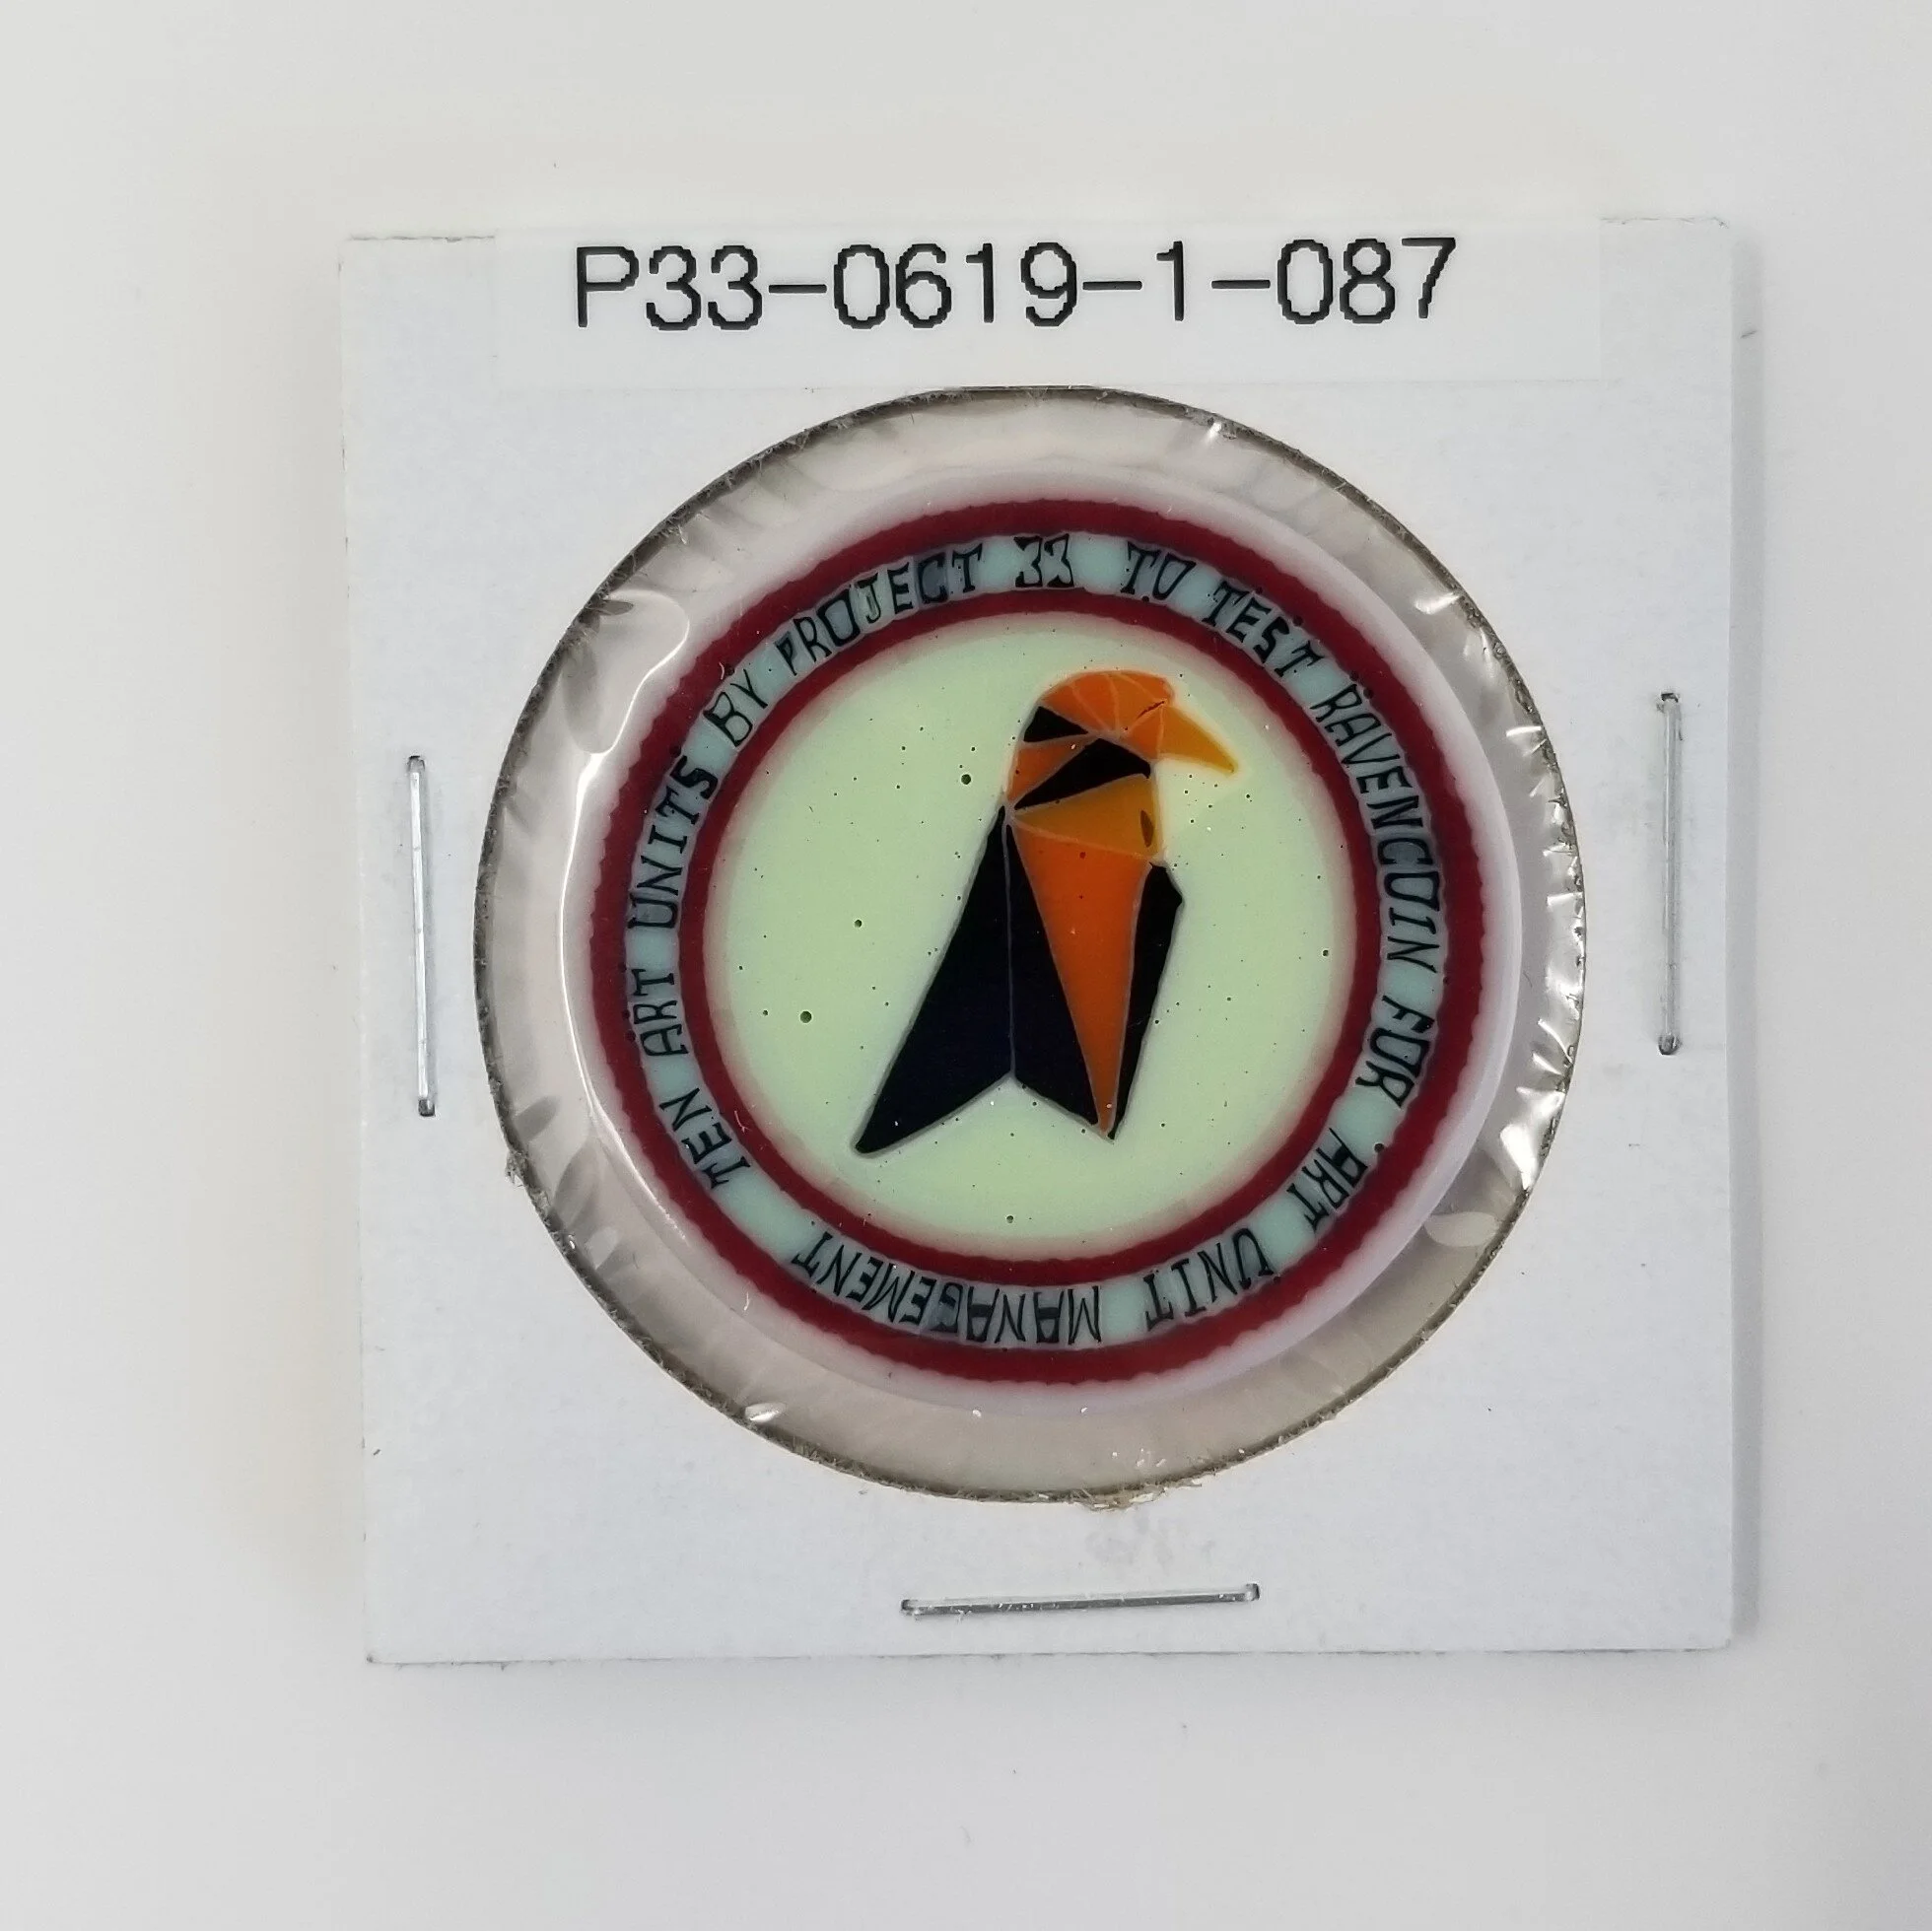 P33-0619-1-087
TEN ART UNITS BY PROJECT 33 TO TEST RAVENCOIN FOR ART UNIT MANAGEMENT